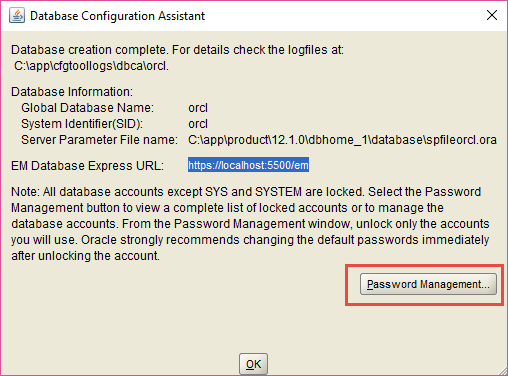 Database Configuration Assistant
Database creation complete. For details check the logfiles at:
C:\app\cfgtoollogs\dbca\orcl.
Database Information:
Global Database Name: orcl
System Identifier(SID): orcl
Server Parameter File name: C:\app\product\12.1.0\dbhome_1\database\spfileorcl.ora
EM Database Express URL: https://localhost:5500/em
Note: All database accounts except SYS and SYSTEM are locked. Select the Password
Management button to view a complete list of locked accounts or to manage the
database accounts. From the Password Management window, unlock only the accounts
you will use. Oracle strongly recommends changing the default passwords immediately
after unlocking the account.
Password Management...
OK